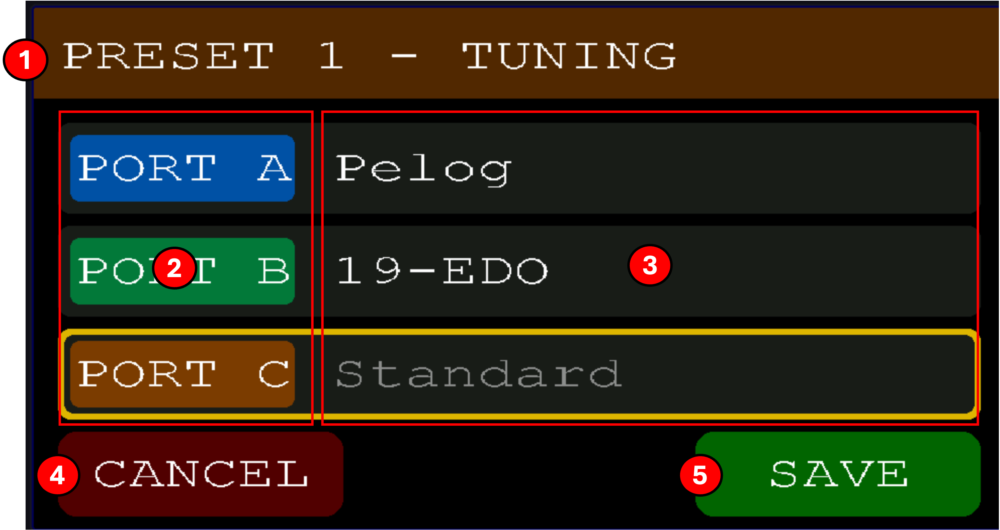 1 PRESET 1 - TUNING
PORT A Pelog
PORT B 19-EDO
2 3
PORT C Standard
4 CANCEL 5 SAVE